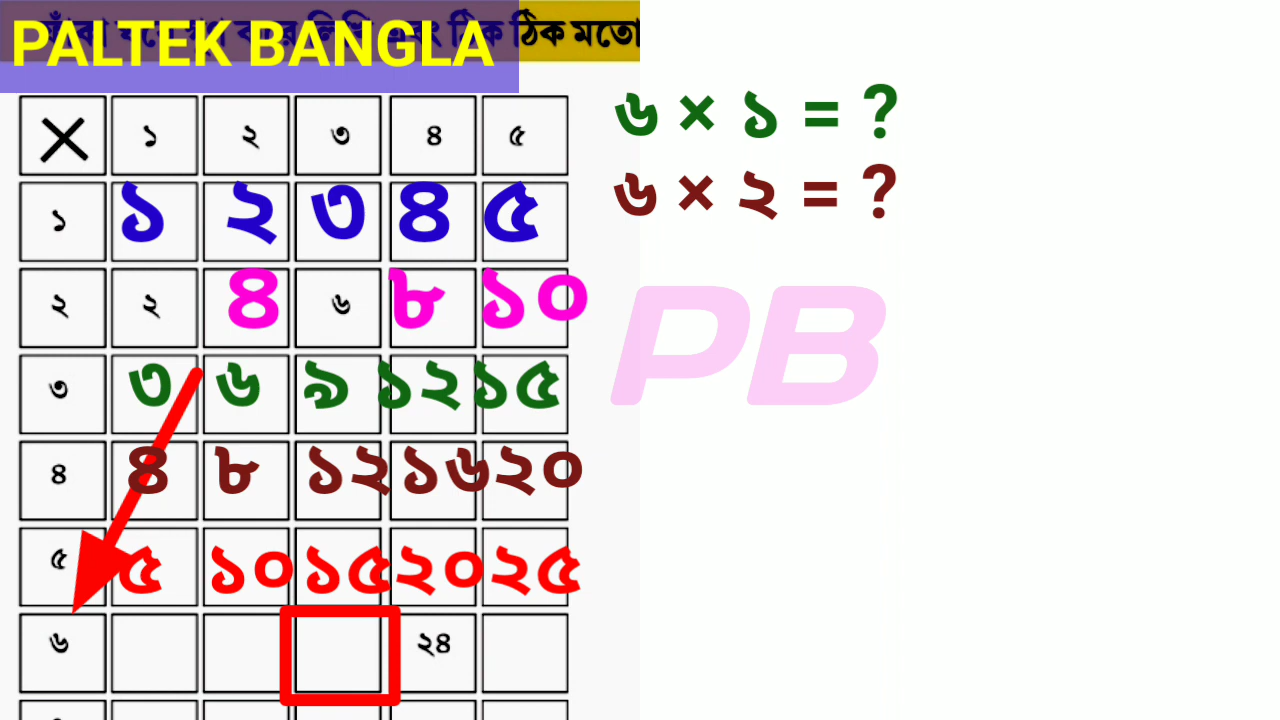 PALTEK BANGLA ঠিক মতো
× ১ ২ ৩ ৪ ৫
১ ১ ২ ৩ ৪ ৫
২ ২ ৪ ৬ ৮ ১০
৩ ৩ ৬ ৯ ১২ ১৫
৪ ৪ ৮ ১২ ১৬ ২০
৫ ৫ ১০ ১৫ ২০ ২৫
৬ ২৪
৬ × ১ = ?
৬ × ২ = ?
PB